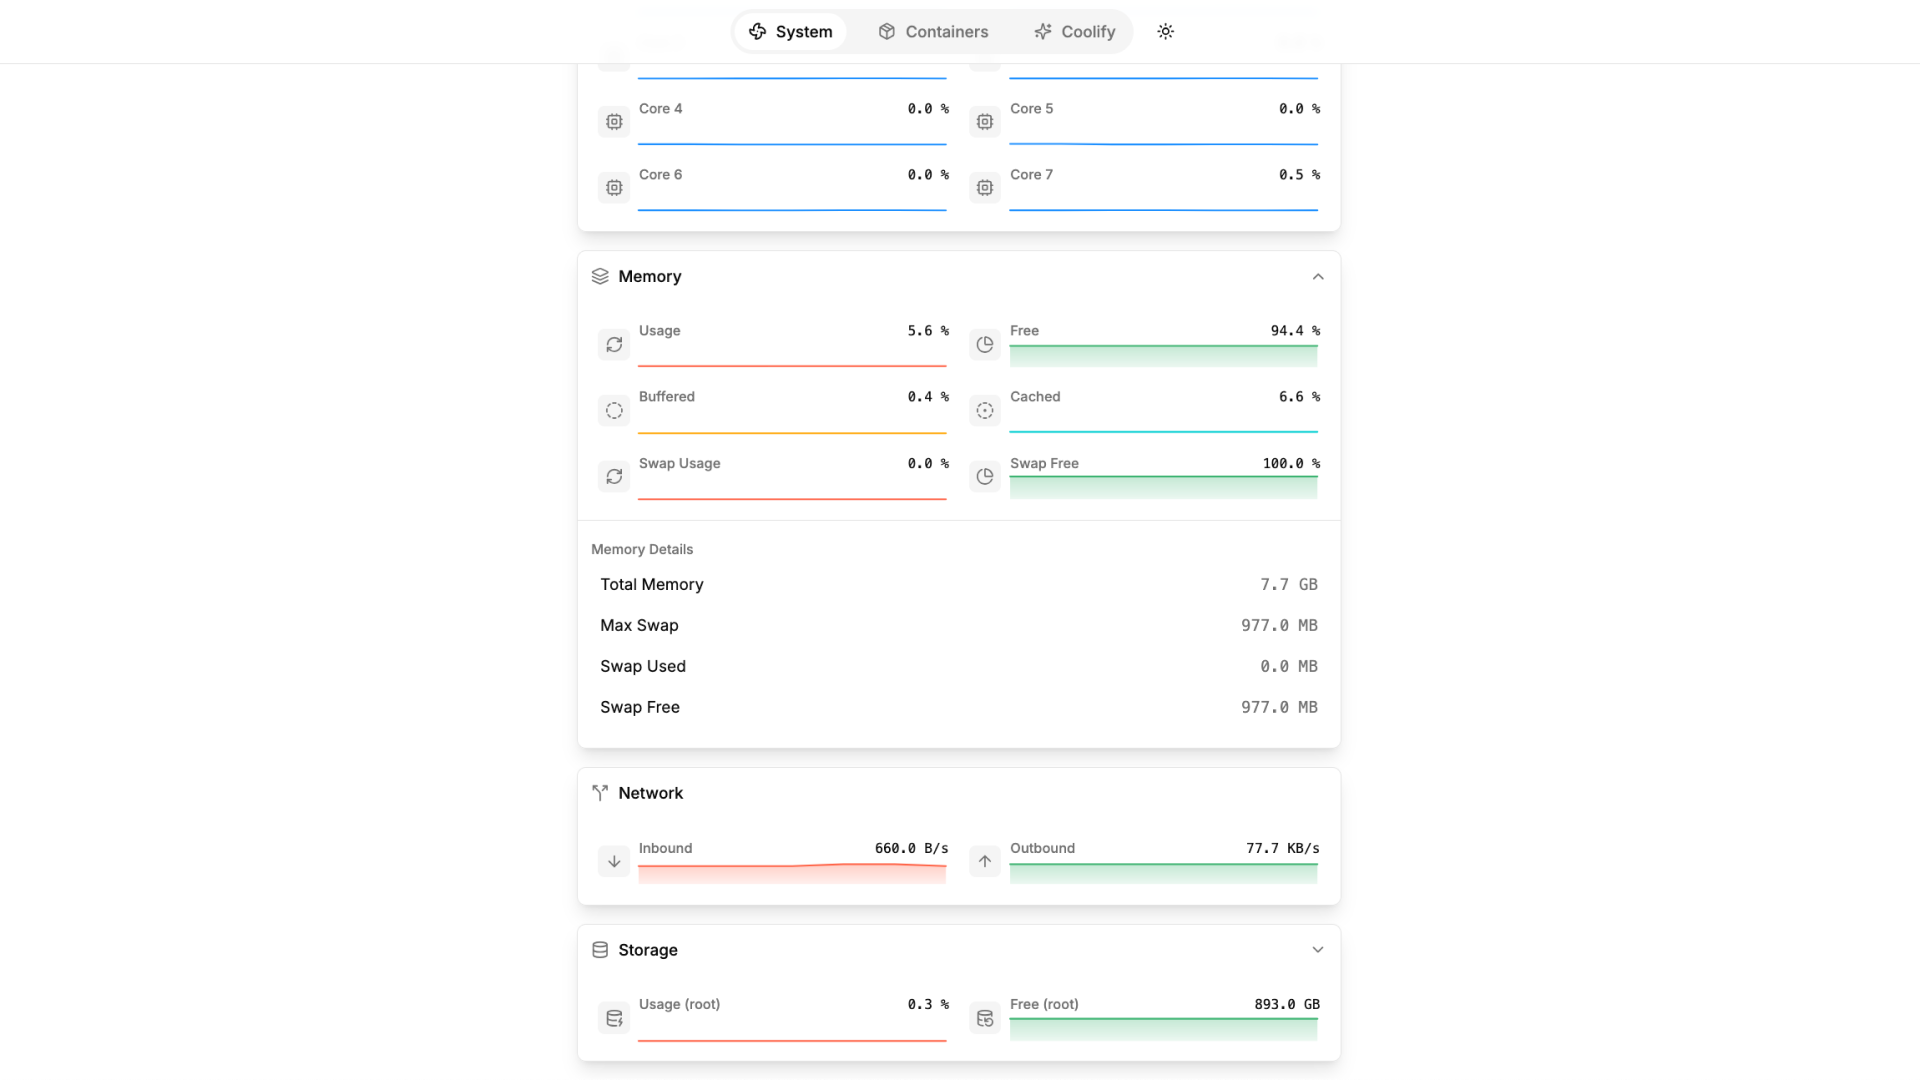 System Containers Coolify
Core 4 0.0 % Core 5 0.0 %
Core 6 0.0 % Core 7 0.5 %
Memory
Usage 5.6 % Free 94.4 %
Buffered 0.4 % Cached 6.6 %
Swap Usage 0.0 % Swap Free 100.0 %
Memory Details
Total Memory 7.7 GB
Max Swap 977.0 MB
Swap Used 0.0 MB
Swap Free 977.0 MB
Network
Inbound 660.0 B/s Outbound 77.7 KB/s
Storage
Usage (root) 0.3 % Free (root) 893.0 GB